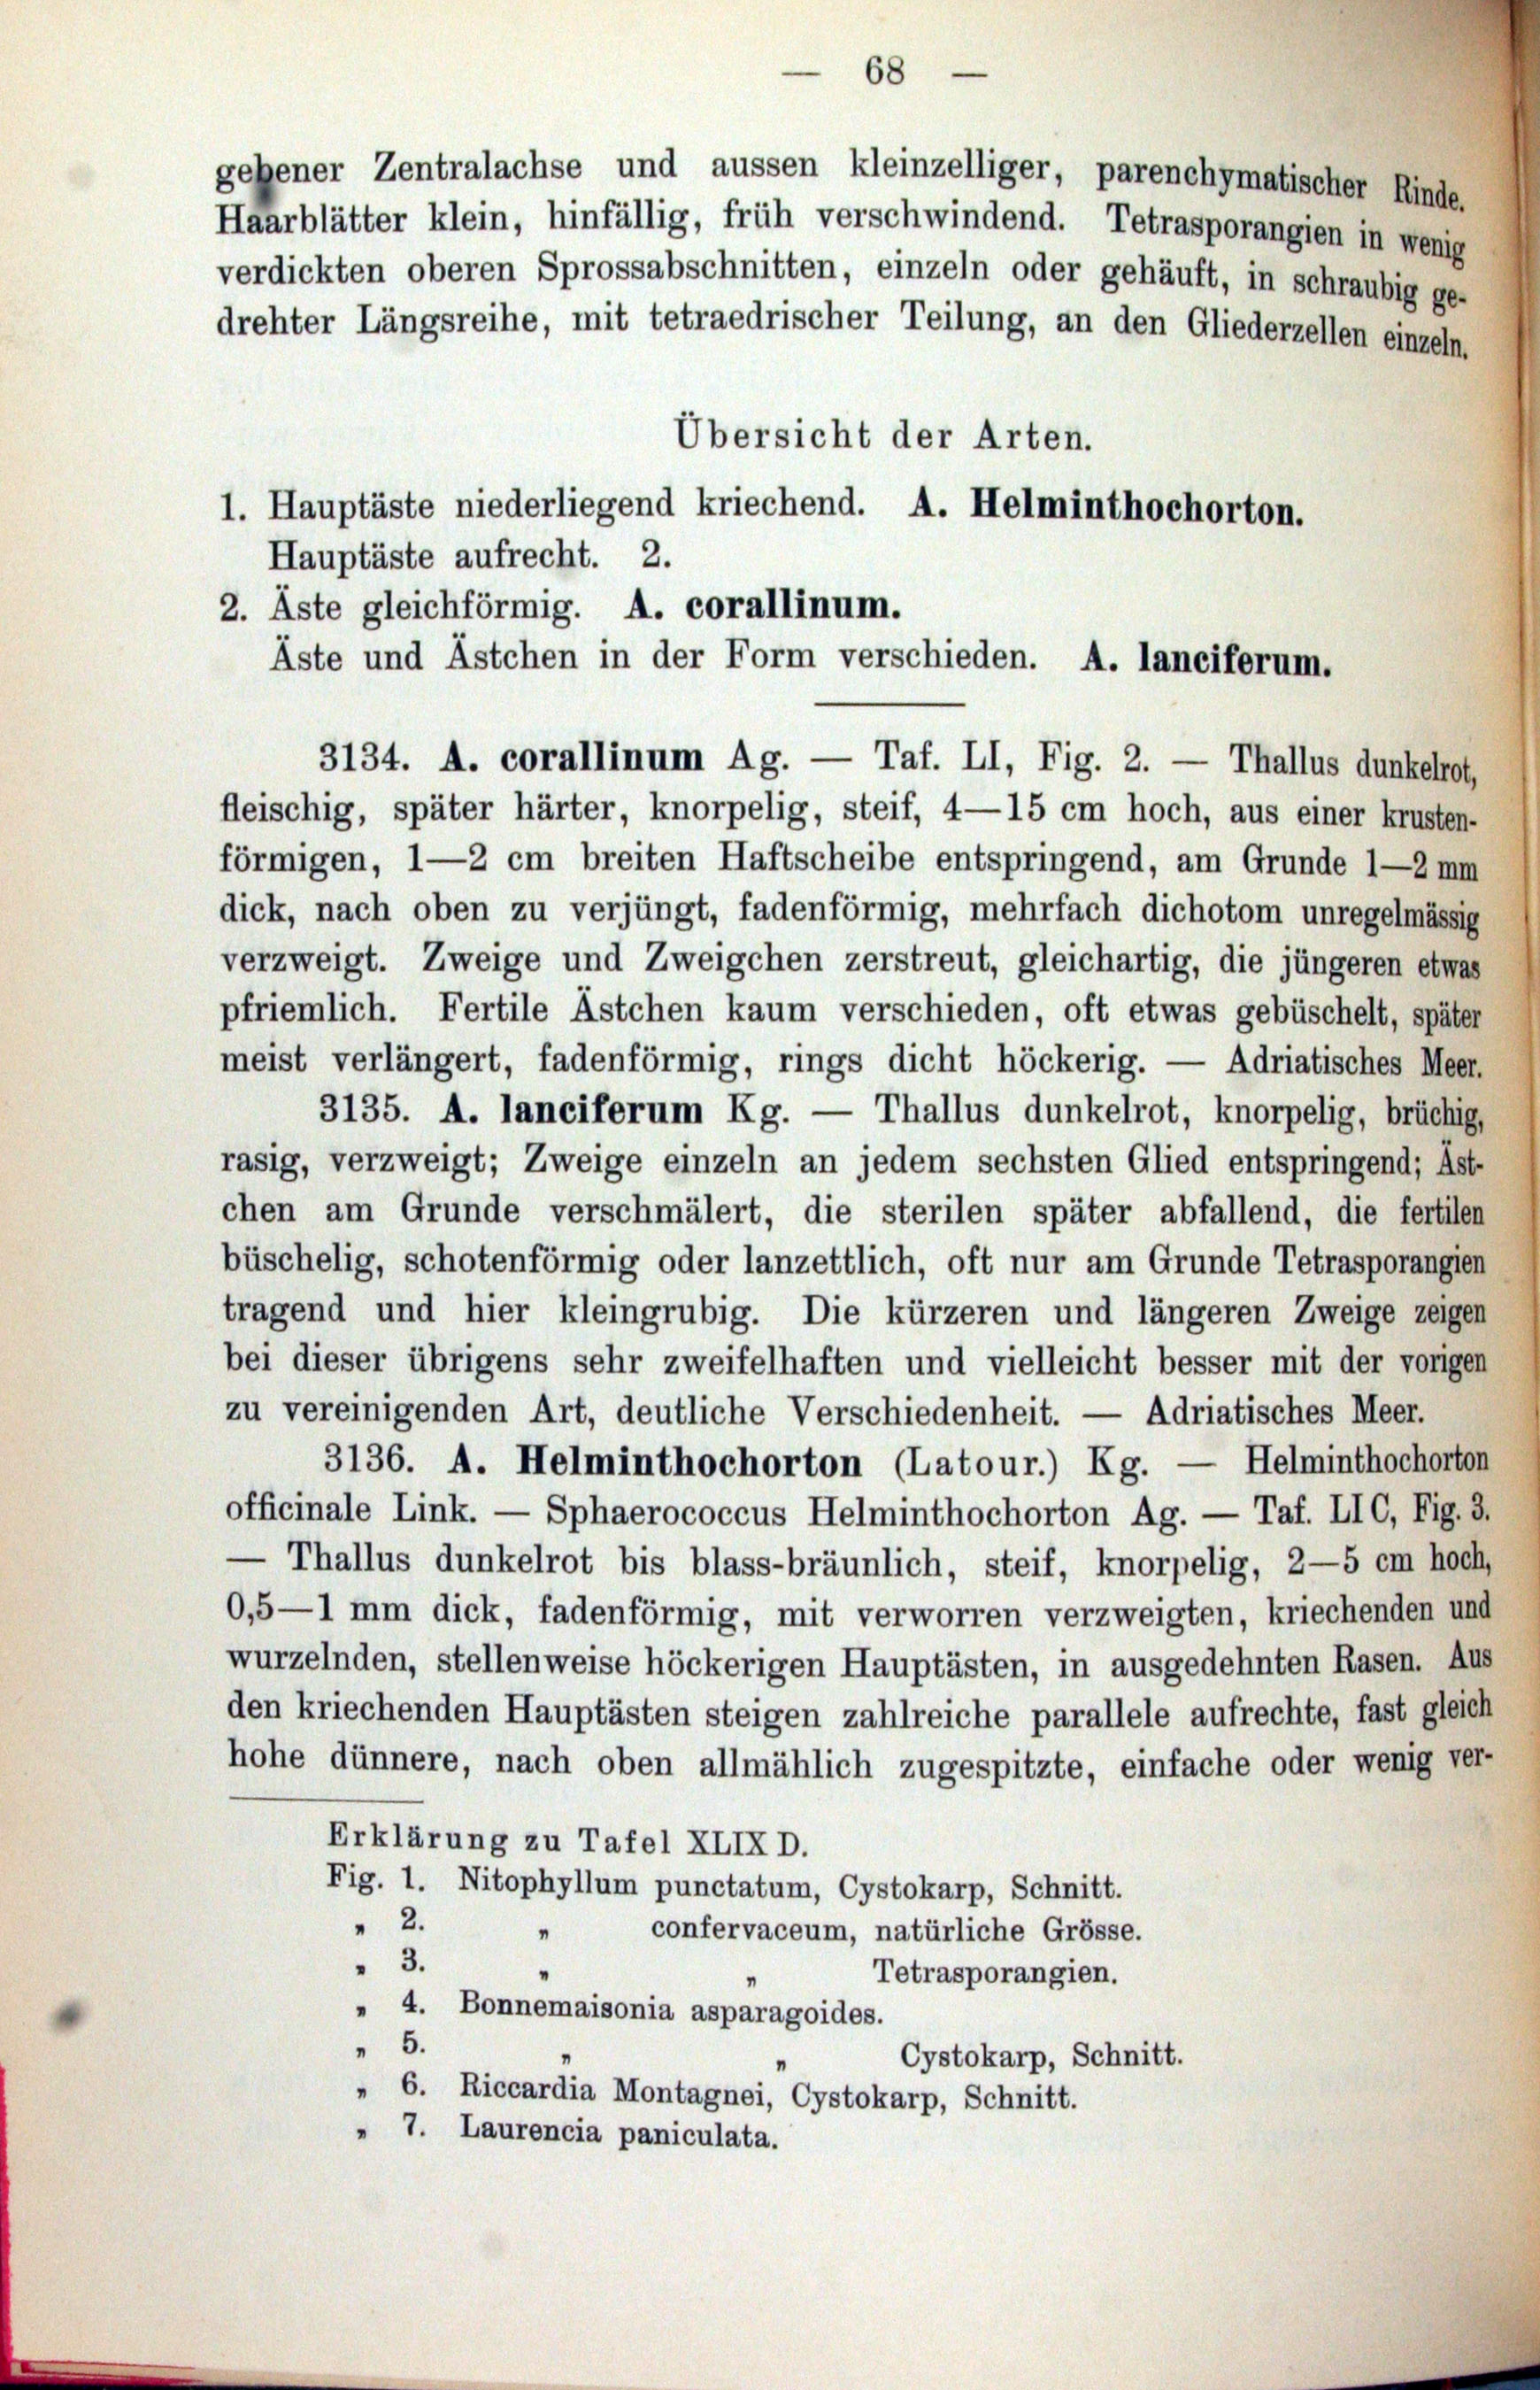 — 68 —
gebener Zentralachse und aussen kleinzelliger, parenchymatischer Rinde.
Haarblätter klein, hinfällig, früh verschwindend. Tetrasporangien in wenig
verdickten oberen Sprossabschnitten, einzeln oder gehäuft, in schraubig ge-
drehter Längsreihe, mit tetraedrischer Teilung, an den Gliederzellen einzeln.
Übersicht der Arten.
1. Hauptäste niederliegend kriechend. A. Helminthochorton.
Hauptäste aufrecht. 2.
2. Äste gleichförmig. A. corallinum.
Äste und Ästchen in der Form verschieden. A. lanciferum.
3134. A. corallinum Ag. — Taf. LI, Fig. 2. — Thallus dunkelrot,
fleischig, später härter, knorpelig, steif, 4—15 cm hoch, aus einer krusten-
förmigen, 1—2 cm breiten Haftscheibe entspringend, am Grunde 1—2 mm
dick, nach oben zu verjüngt, fadenförmig, mehrfach dichotom unregelmässig
verzweigt. Zweige und Zweigchen zerstreut, gleichartig, die jüngeren etwas
pfriemlich. Fertile Ästchen kaum verschieden, oft etwas gebüschelt, später
meist verlängert, fadenförmig, rings dicht höckerig. — Adriatisches Meer.
3135. A. lanciferum Kg. — Thallus dunkelrot, knorpelig, brüchig,
rasig, verzweigt; Zweige einzeln an jedem sechsten Glied entspringend; Äst-
chen am Grunde verschmälert, die sterilen später abfallend, die fertilen
büschelig, schotenförmig oder lanzettlich, oft nur am Grunde Tetrasporangien
tragend und hier kleingrubig. Die kürzeren und längeren Zweige zeigen
bei dieser übrigens sehr zweifelhaften und vielleicht besser mit der vorigen
zu vereinigenden Art, deutliche Verschiedenheit. — Adriatisches Meer.
3136. A. Helminthochorton (Latour.) Kg. — Helminthochorton
officinale Link. — Sphaerococcus Helminthochorton Ag. — Taf. LIC, Fig. 3.
— Thallus dunkelrot bis blass-bräunlich, steif, knorpelig, 2—5 cm hoch,
0,5—1 mm dick, fadenförmig, mit verworren verzweigten, kriechenden und
wurzelnden, stellenweise höckerigen Hauptästen, in ausgedehnten Rasen. Aus
den kriechenden Hauptästen steigen zahlreiche parallele aufrechte, fast gleich
hohe dünnere, nach oben allmählich zugespitzte, einfache oder wenig ver-
Erklärung zu Tafel XLIX D.
Fig. 1. Nitophyllum punctatum, Cystokarp, Schnitt.
„ 2. „ confervaceum, natürliche Grösse.
„ 3. „ „ Tetrasporangien.
„ 4. Bonnemaisonia asparagoides.
„ 5. „ „ Cystokarp, Schnitt.
„ 6. Riccardia Montagnei, Cystokarp, Schnitt.
„ 7. Laurencia paniculata.